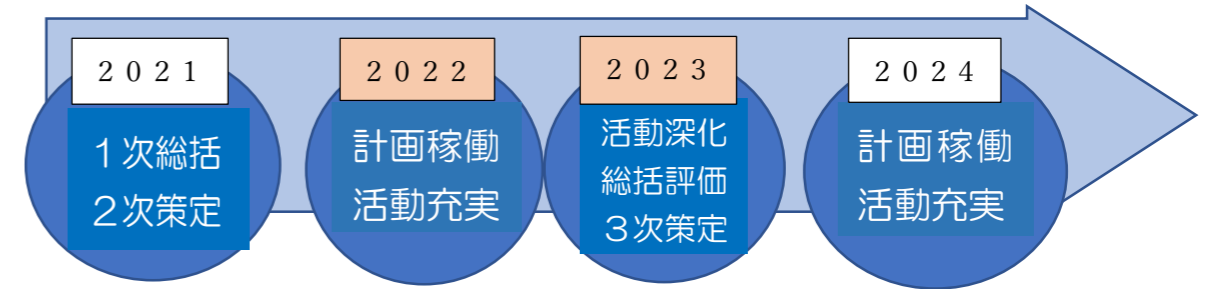 ２０２１
１次総括
２次策定
２０２２
計画稼働
活動充実
２０２３
活動深化
総括評価
３次策定
２０２４
計画稼働
活動充実